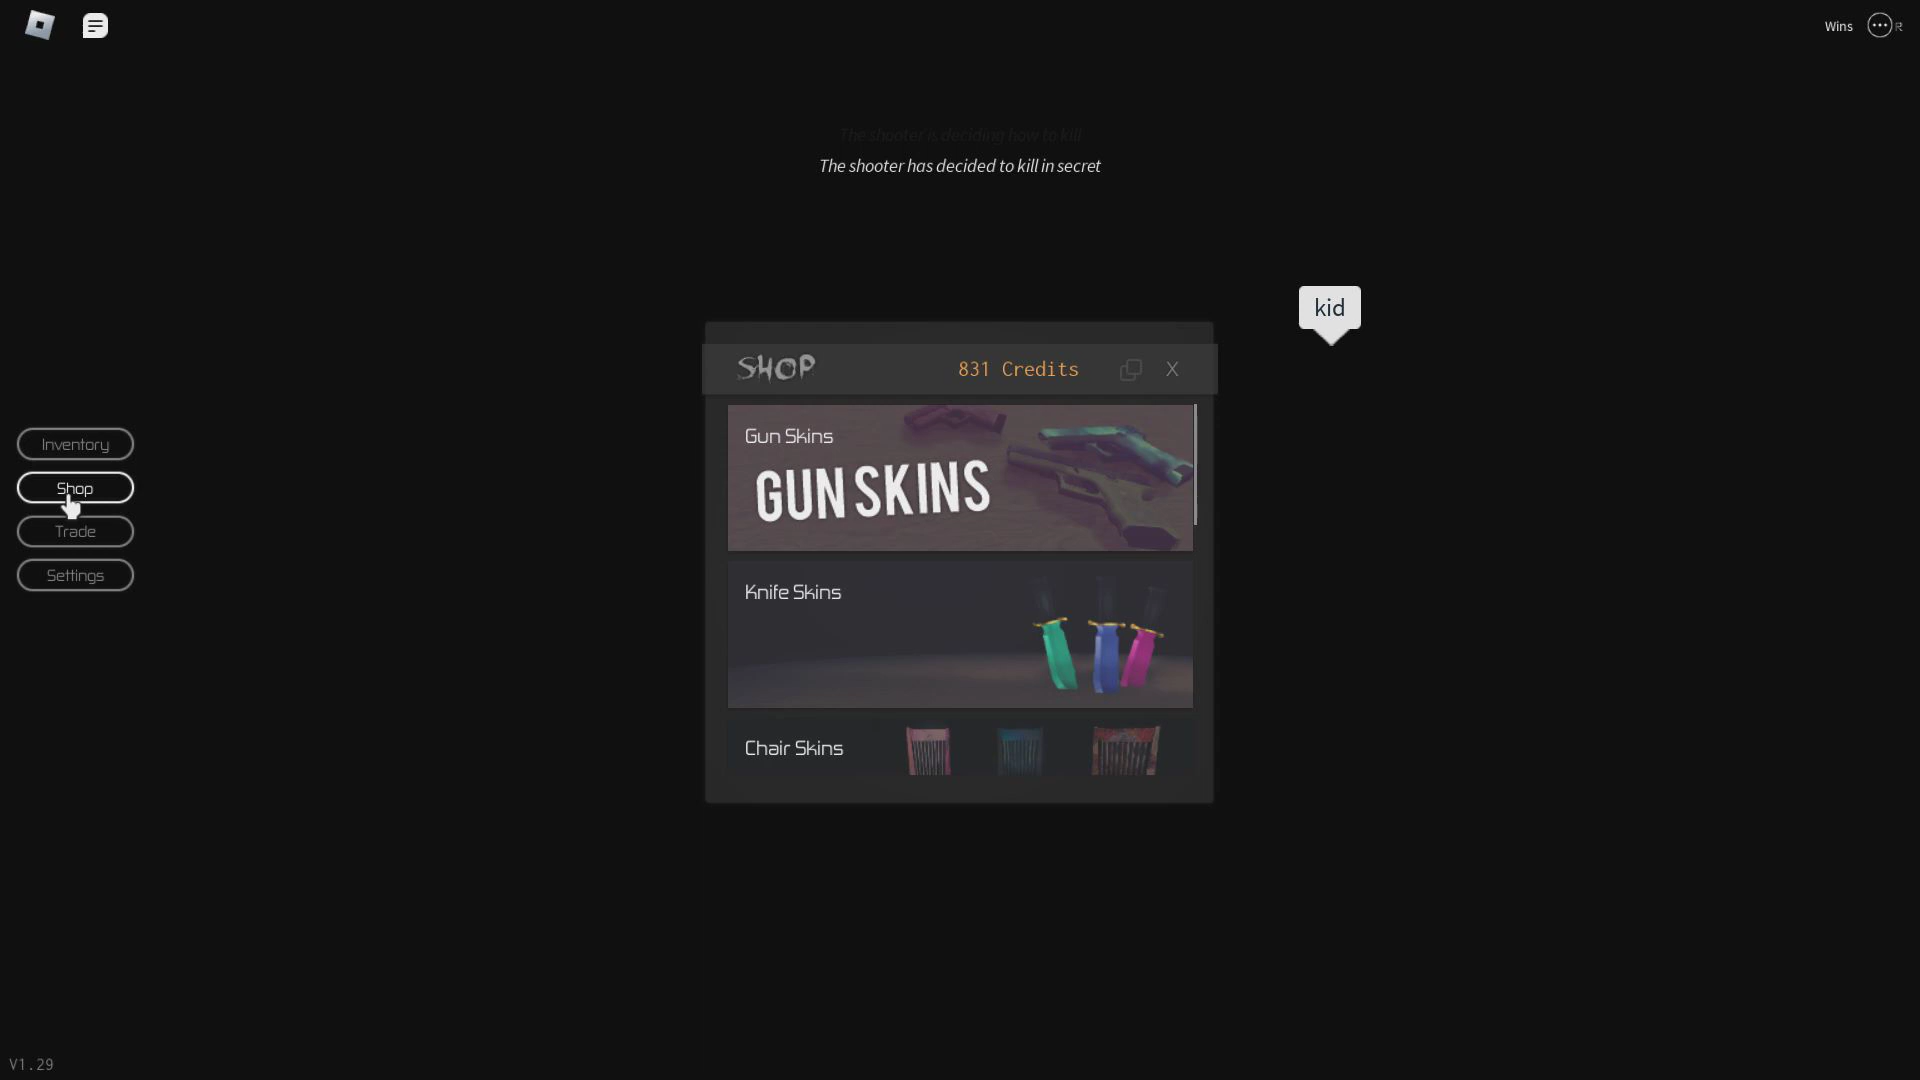 Wins
R
The shooter is deciding how to kill
The shooter has decided to kill in secret
kid
SHOP
831 Credits
X
Gun Skins
GUN SKINS
Inventory
Shop
Trade
Settings
Knife Skins
Chair Skins
V1.29